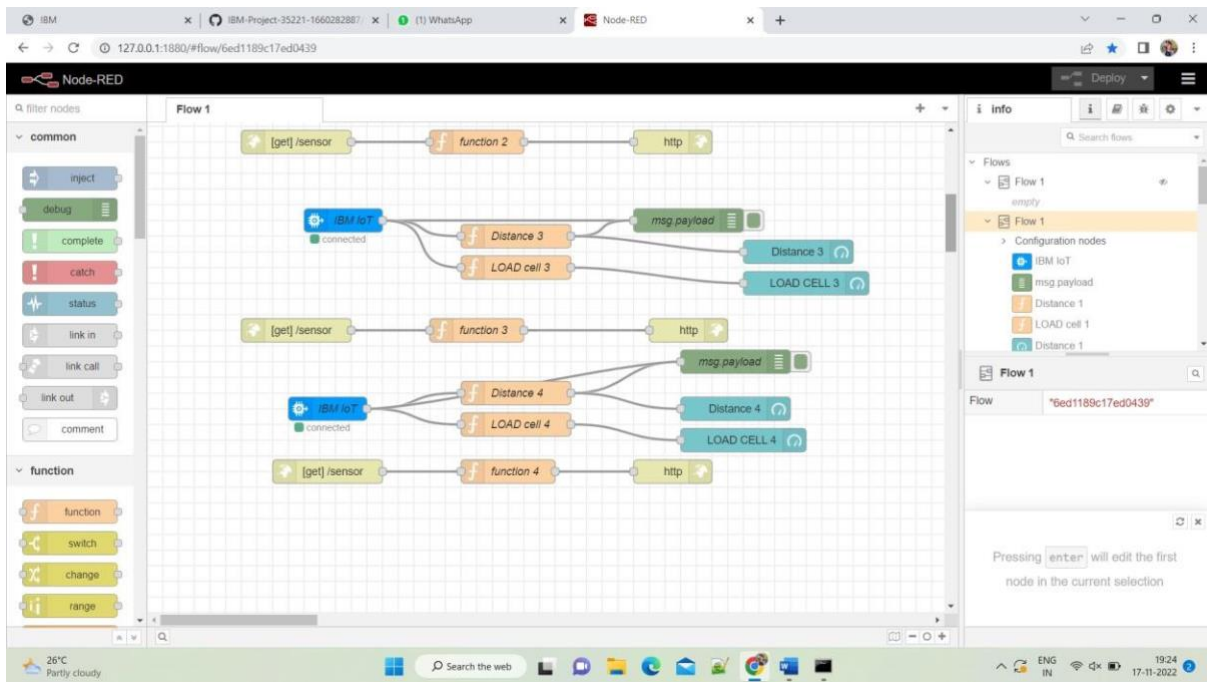 IBM
IBM-Project-35221-1660282887
(1) WhatsApp
Node-RED
127.0.0.1:1880/#flow/6ed1189c17ed0439
Node-RED
Deploy
filter nodes
Flow 1
info
i
common
Search flows
inject
debug
complete
catch
status
link in
link call
link out
comment
function
function
switch
change
range
[get] /sensor
function 2
http
IBM IoT
connected
Distance 3
LOAD cell 3
msg.payload
Distance 3
LOAD CELL 3
[get] /sensor
function 3
http
msg.payload
IBM IoT
connected
Distance 4
LOAD cell 4
Distance 4
LOAD CELL 4
[get] /sensor
function 4
http
Flows
Flow 1
empty
Flow 1
Configuration nodes
IBM IoT
msg.payload
Distance 1
LOAD cell 1
Distance 1
Flow 1
Flow "6ed1189c17ed0439"
Pressing enter will edit the first
node in the current selection
26°C
Partly cloudy
Search the web
ENG
IN
19:24
17-11-2022
2